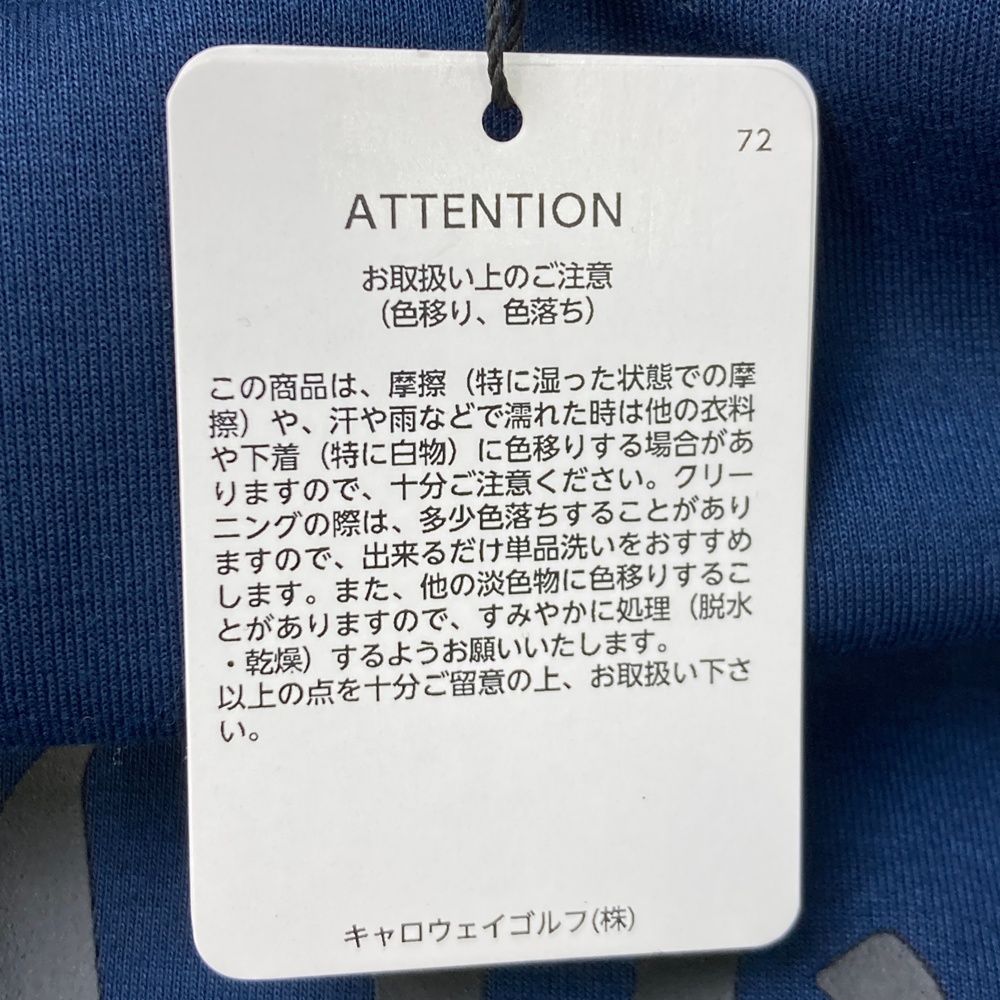 72
ATTENTION
お取扱い上のご注意
（色移り、色落ち）
この商品は、摩擦（特に湿った状態での摩
擦）や、汗や雨などで濡れた時は他の衣料
や下着（特に白物）に色移りする場合があ
りますので、十分ご注意ください。クリー
ニングの際は、多少色落ちすることがあり
ますので、出来るだけ単品洗いをおすすめ
します。また、他の淡色物に色移りするこ
とがありますので、すみやかに処理（脱水
・乾燥）するようお願いいたします。
以上の点を十分ご留意の上、お取扱い下さ
い。
キャロウェイゴルフ(株)